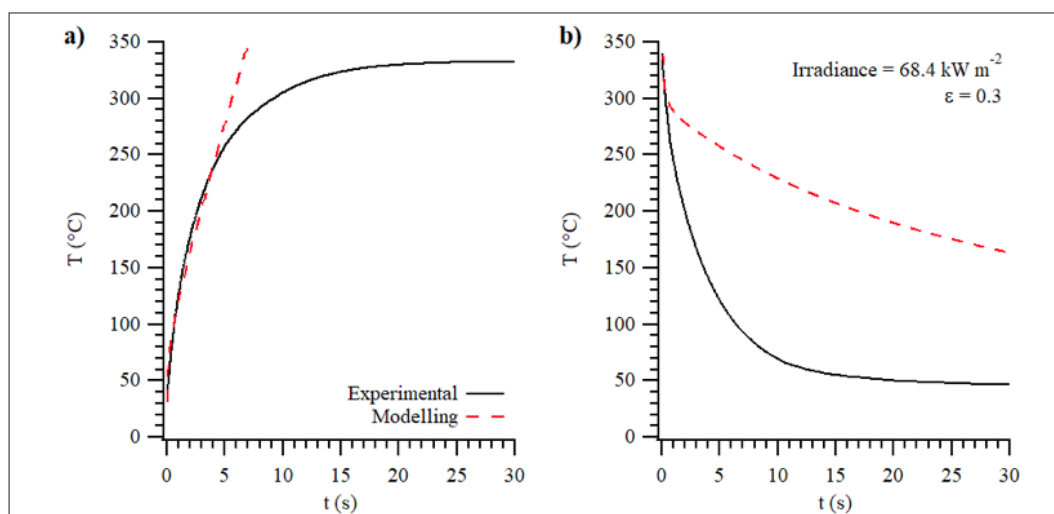 a)
350
300
250
200
150
100
50
0
T (°C)
Experimental
Modelling
0 5 10 15 20 25 30
t (s)
b)
350
300
250
200
150
100
50
0
T (°C)
Irradiance = 68.4 kW m⁻²
ε = 0.3
0 5 10 15 20 25 30
t (s)